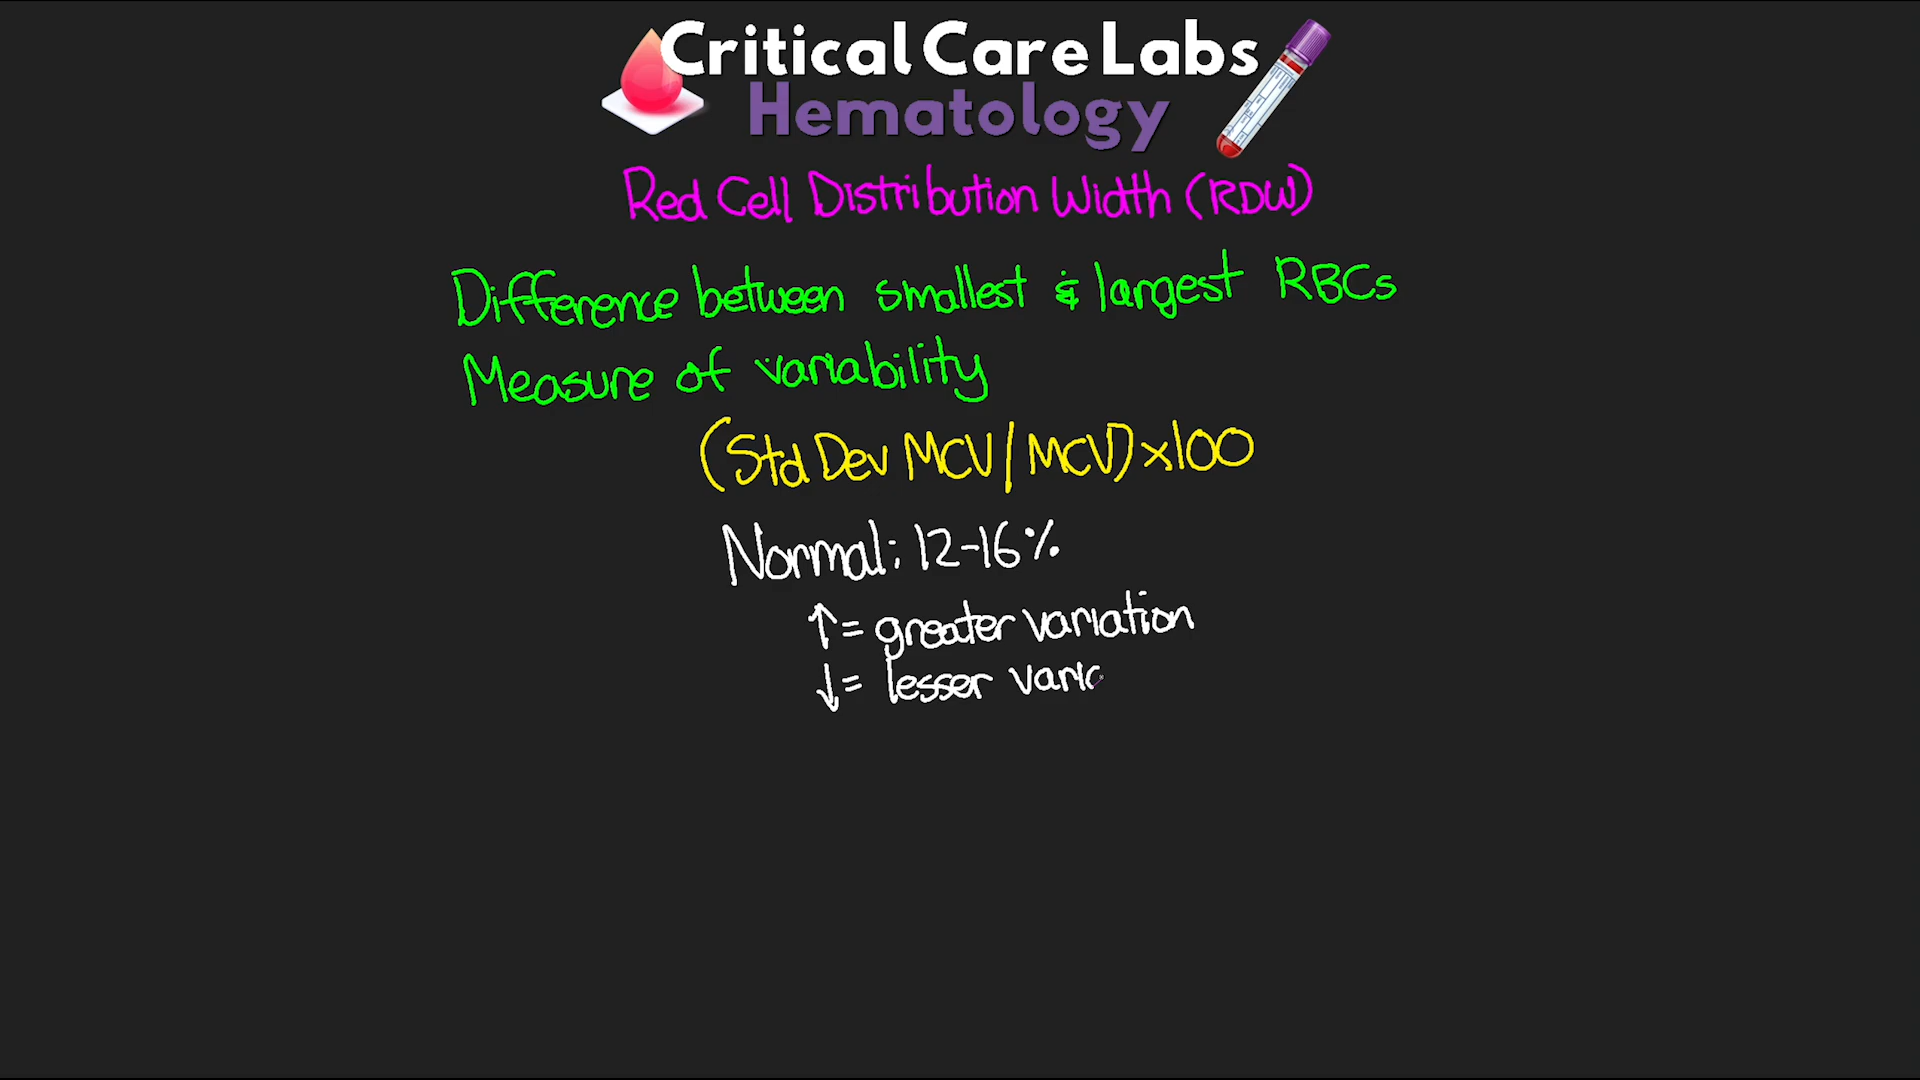 Critical Care Labs
Hematology
Red Cell Distribution Width (RDW)
Difference between smallest & largest RBCs
Measure of variability
(Std Dev MCV / MCV) x100
Normal: 12-16%
↑= greater variation
↓= lesser varia